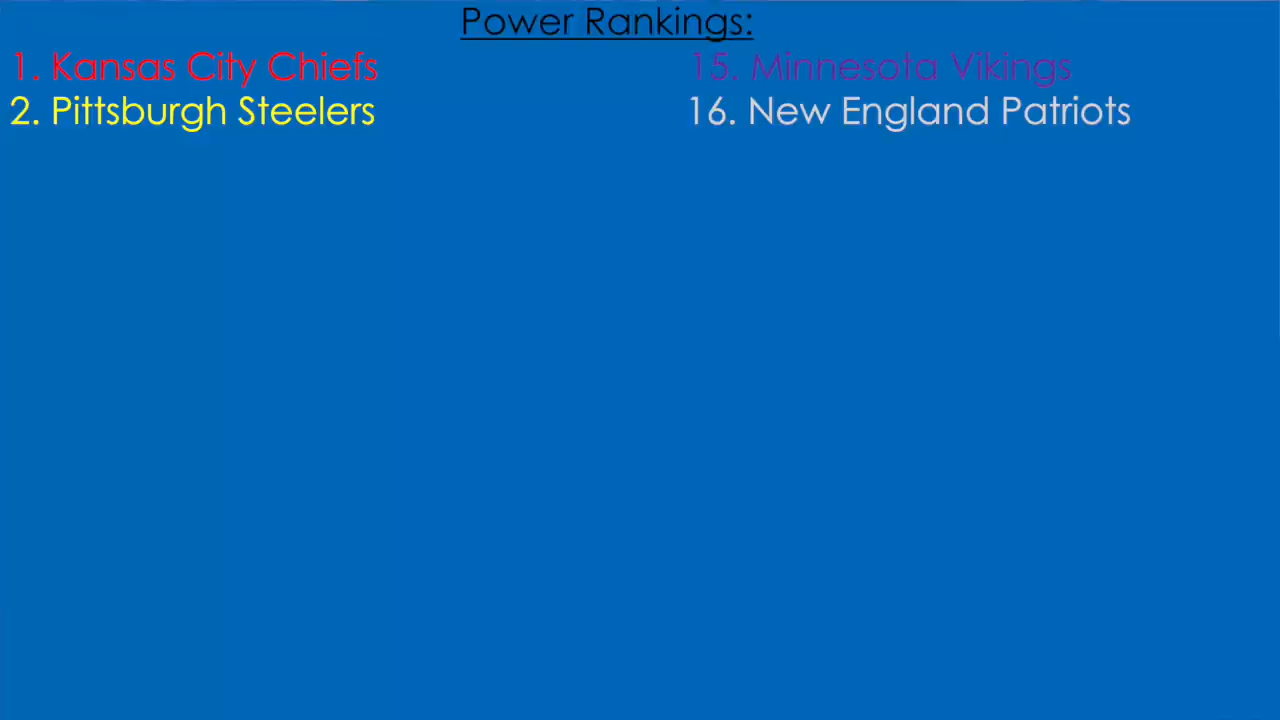 Power Rankings:
1. Kansas City Chiefs
2. Pittsburgh Steelers
15. Minnesota Vikings
16. New England Patriots